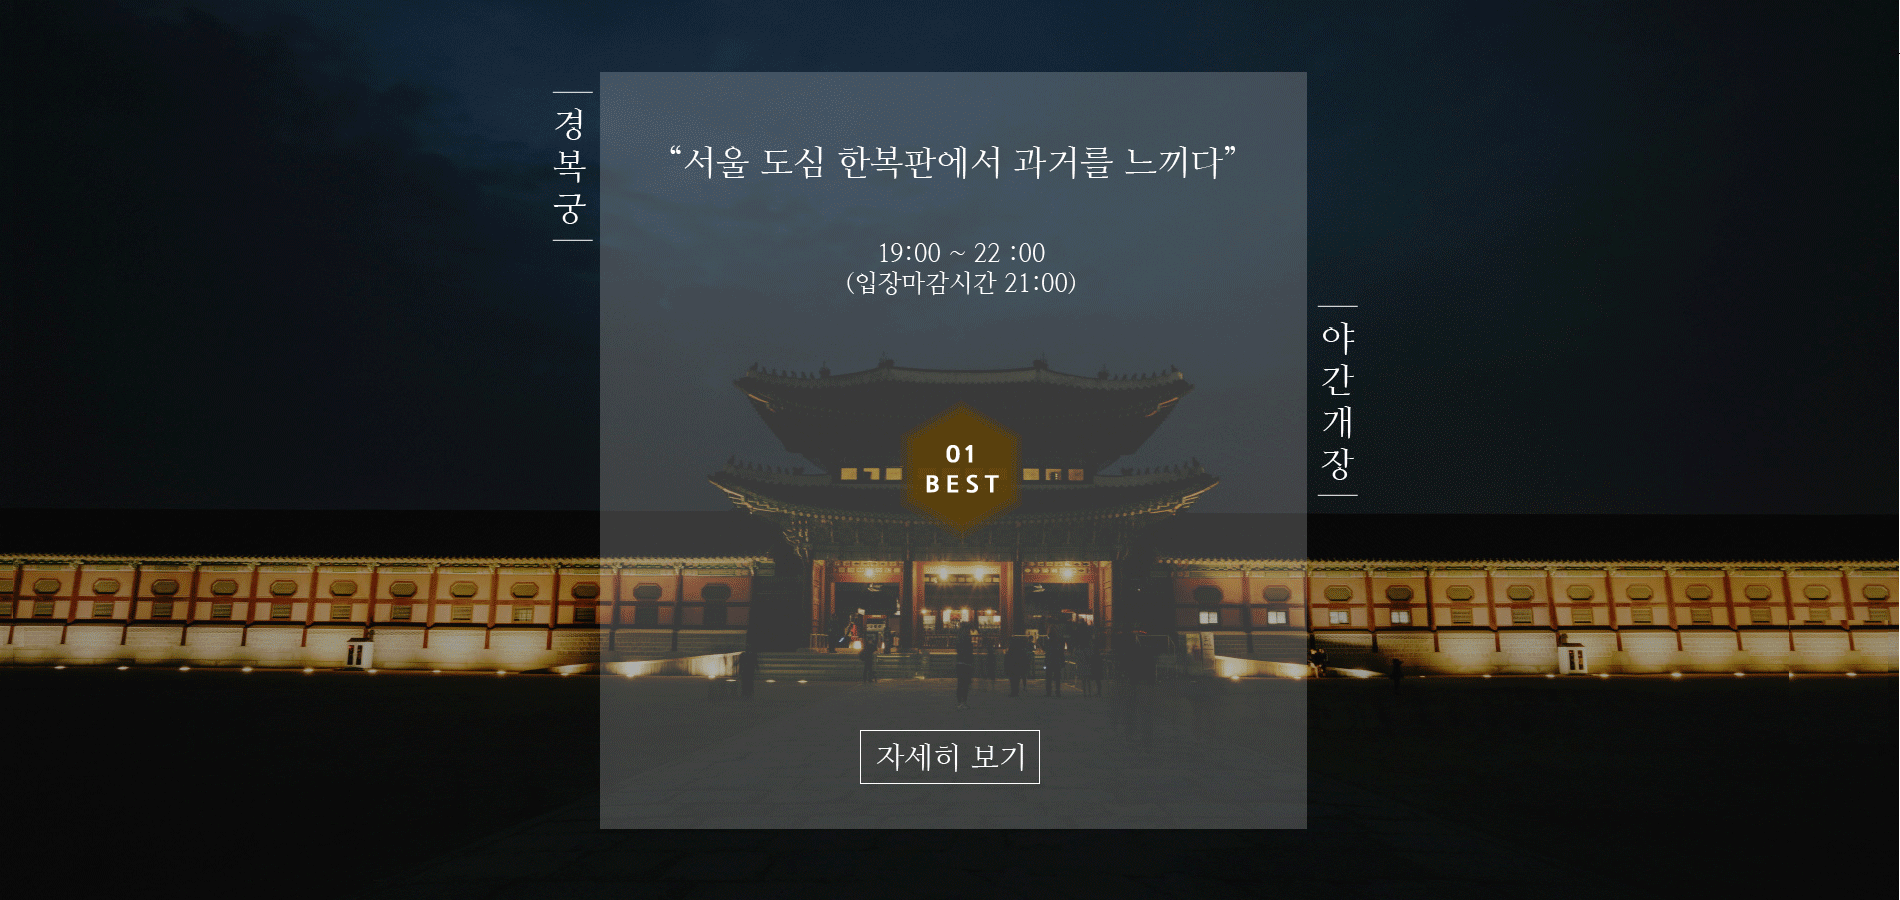 경복궁
“서울 도심 한복판에서 과거를 느끼다”
19:00 ~ 22 :00
(입장마감시간 21:00)
야간개장
01
BEST
자세히 보기